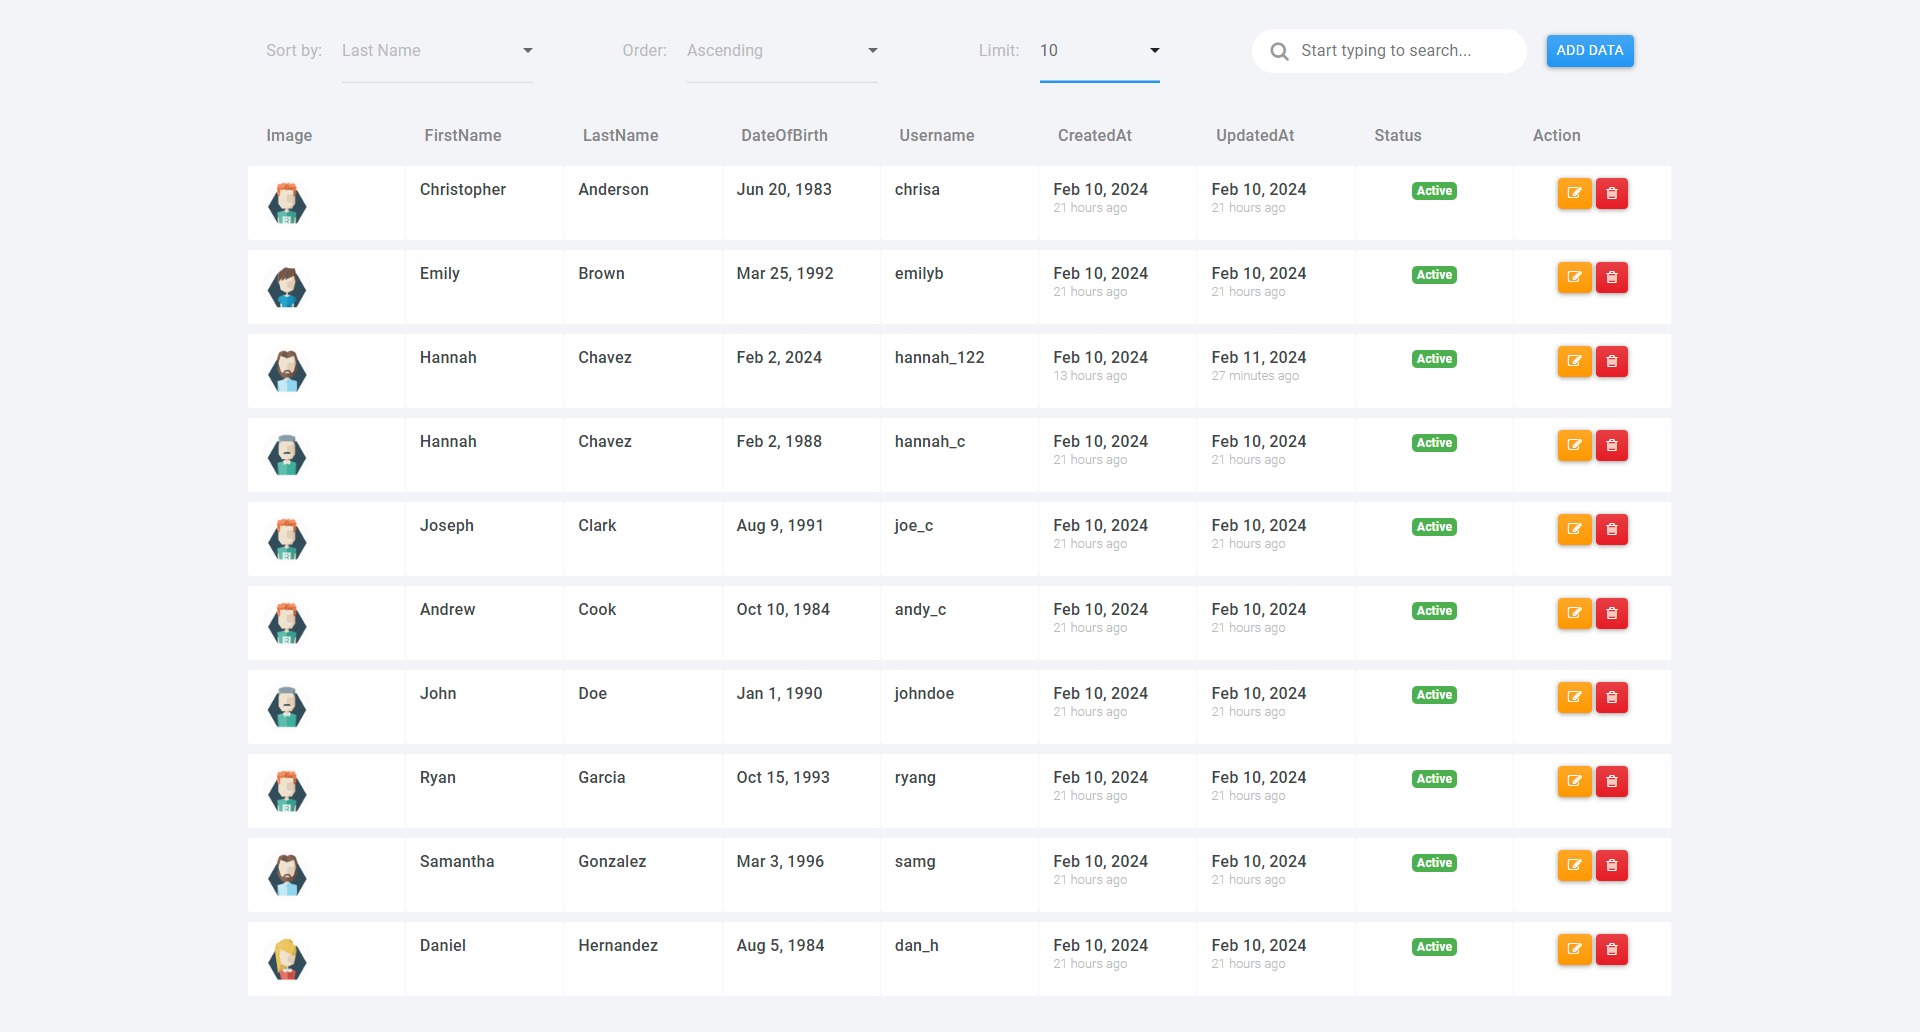 Sort by: Last Name Order: Ascending Limit: 10 Start typing to search... ADD DATA
Image FirstName LastName DateOfBirth Username CreatedAt UpdatedAt Status Action
Christopher Anderson Jun 20, 1983 chrisa Feb 10, 2024 Feb 10, 2024 Active
21 hours ago 21 hours ago
Emily Brown Mar 25, 1992 emilyb Feb 10, 2024 Feb 10, 2024 Active
21 hours ago 21 hours ago
Hannah Chavez Feb 2, 2024 hannah_122 Feb 10, 2024 Feb 11, 2024 Active
13 hours ago 27 minutes ago
Hannah Chavez Feb 2, 1988 hannah_c Feb 10, 2024 Feb 10, 2024 Active
21 hours ago 21 hours ago
Joseph Clark Aug 9, 1991 joe_c Feb 10, 2024 Feb 10, 2024 Active
21 hours ago 21 hours ago
Andrew Cook Oct 10, 1984 andy_c Feb 10, 2024 Feb 10, 2024 Active
21 hours ago 21 hours ago
John Doe Jan 1, 1990 johndoe Feb 10, 2024 Feb 10, 2024 Active
21 hours ago 21 hours ago
Ryan Garcia Oct 15, 1993 ryang Feb 10, 2024 Feb 10, 2024 Active
21 hours ago 21 hours ago
Samantha Gonzalez Mar 3, 1996 samg Feb 10, 2024 Feb 10, 2024 Active
21 hours ago 21 hours ago
Daniel Hernandez Aug 5, 1984 dan_h Feb 10, 2024 Feb 10, 2024 Active
21 hours ago 21 hours ago